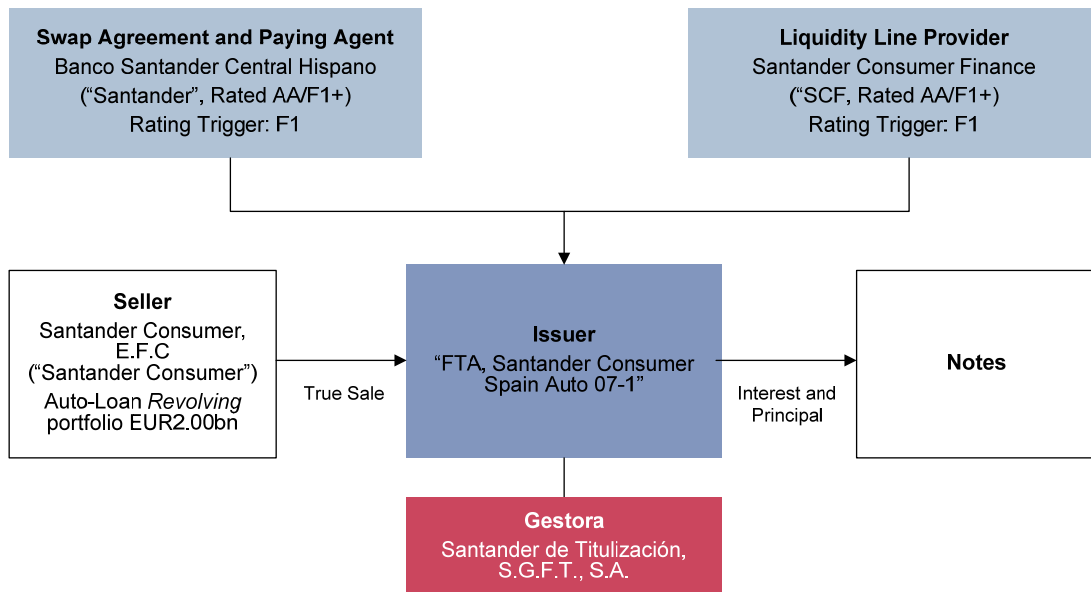 Swap Agreement and Paying Agent
Banco Santander Central Hispano
(“Santander”, Rated AA/F1+)
Rating Trigger: F1
Liquidity Line Provider
Santander Consumer Finance
(“SCF, Rated AA/F1+)
Rating Trigger: F1
Seller
Santander Consumer,
E.F.C
(“Santander Consumer”)
Auto-Loan Revolving
portfolio EUR2.00bn
True Sale
Issuer
“FTA, Santander Consumer
Spain Auto 07-1”
Interest and
Principal
Notes
Gestora
Santander de Titulización,
S.G.F.T., S.A.